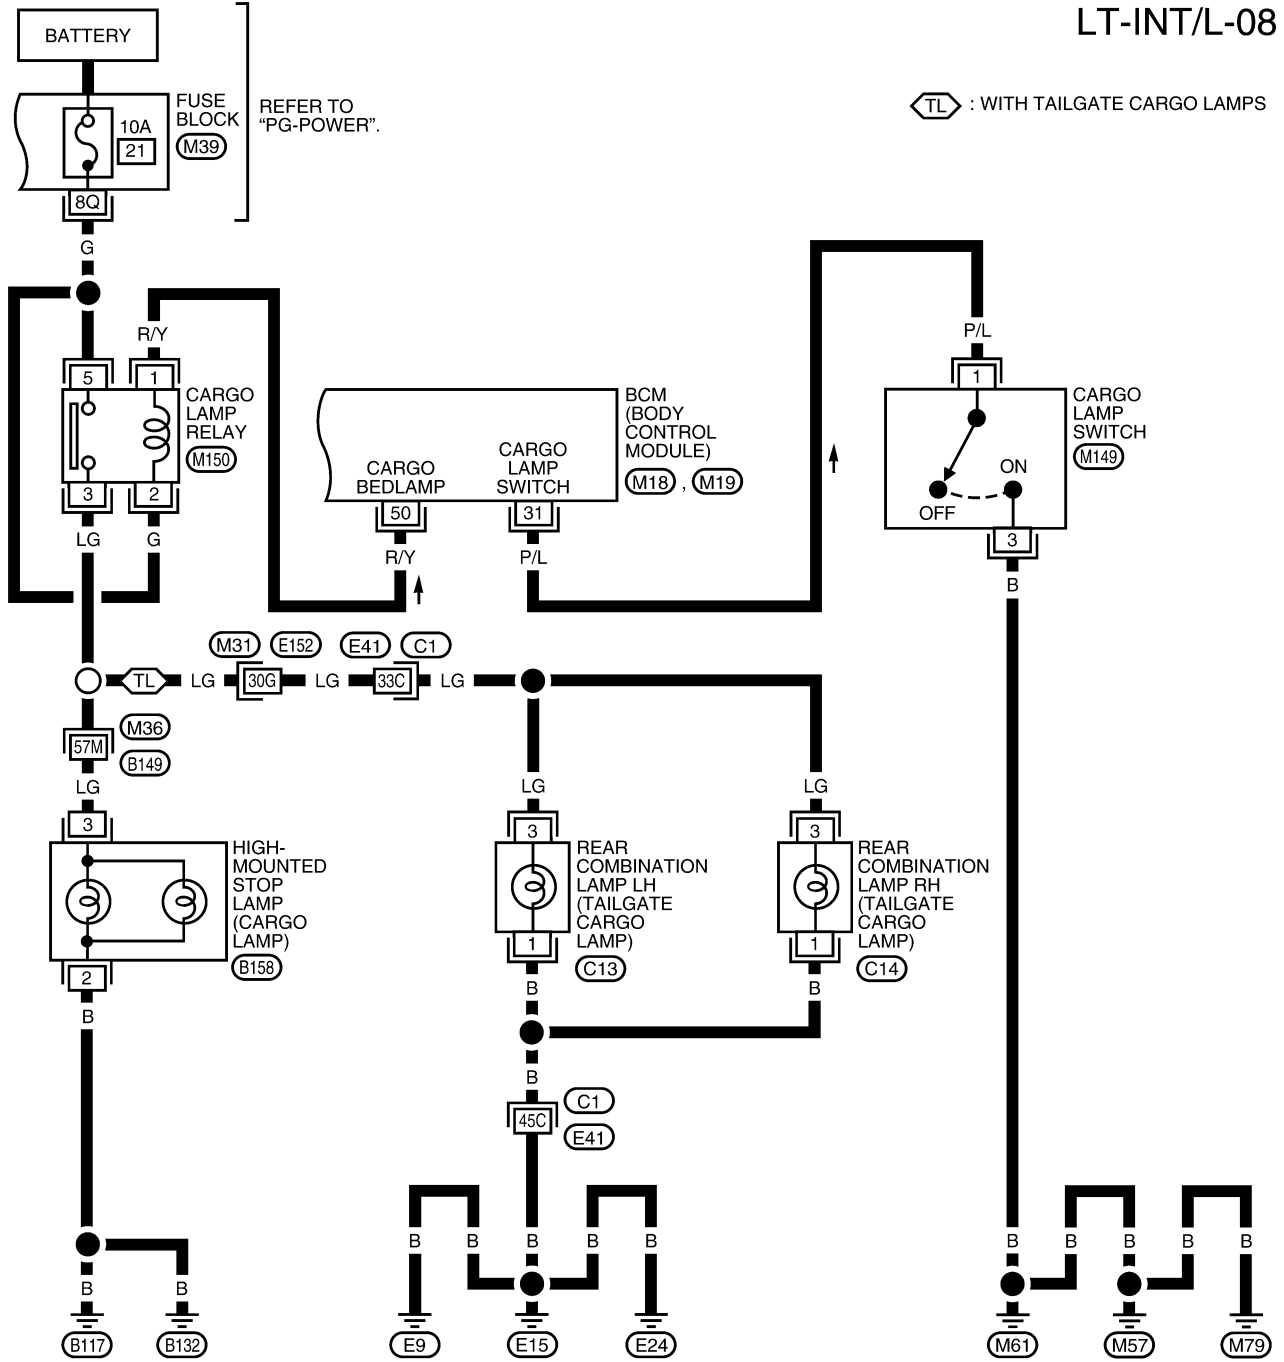 LT-INT/L-08
BATTERY
TL : WITH TAILGATE CARGO LAMPS
FUSE
BLOCK
M39
REFER TO
“PG-POWER”.
10A
21
8Q
G
R/Y
P/L
5
1
1
CARGO
LAMP
RELAY
M150
BCM
(BODY
CONTROL
MODULE)
M18 , M19
CARGO
BEDLAMP
CARGO
LAMP
SWITCH
CARGO
LAMP
SWITCH
M149
ON
OFF
3
2
50
31
3
LG
G
R/Y
P/L
B
M31
E152
E41
C1
TL
LG
30G
LG
33C
LG
M36
57M
B149
LG
LG
LG
3
3
3
HIGH-
MOUNTED
STOP
LAMP
(CARGO
LAMP)
B158
REAR
COMBINATION
LAMP LH
(TAILGATE
CARGO
LAMP)
C13
REAR
COMBINATION
LAMP RH
(TAILGATE
CARGO
LAMP)
C14
2
1
1
B
B
B
B
C1
45C
E41
B
B
B
B
B
B
B
B
B
B
B
B
B117
B132
E9
E15
E24
M61
M57
M79